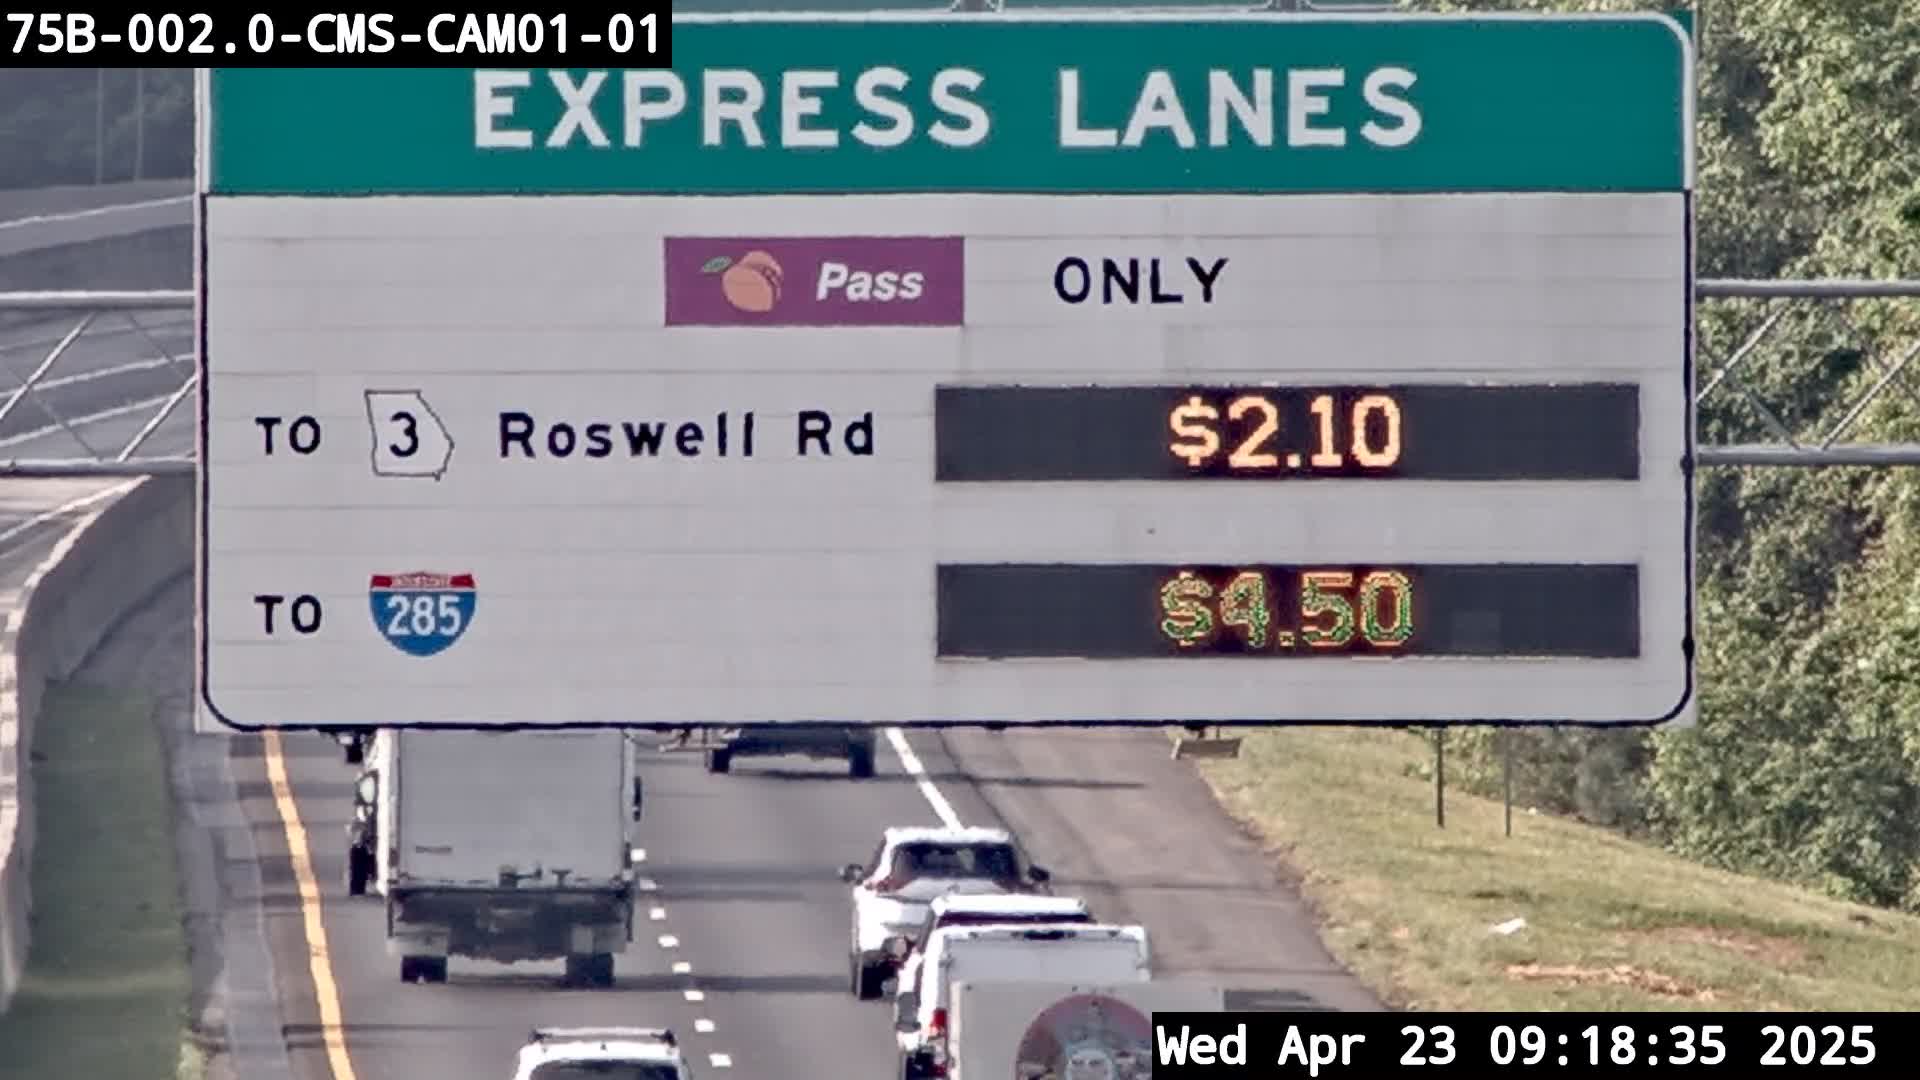 75B-002.0-CMS-CAM01-01
EXPRESS LANES
Pass ONLY
TO 3 Roswell Rd $2.10
TO 285 $4.50
Wed Apr 23 09:18:35 2025